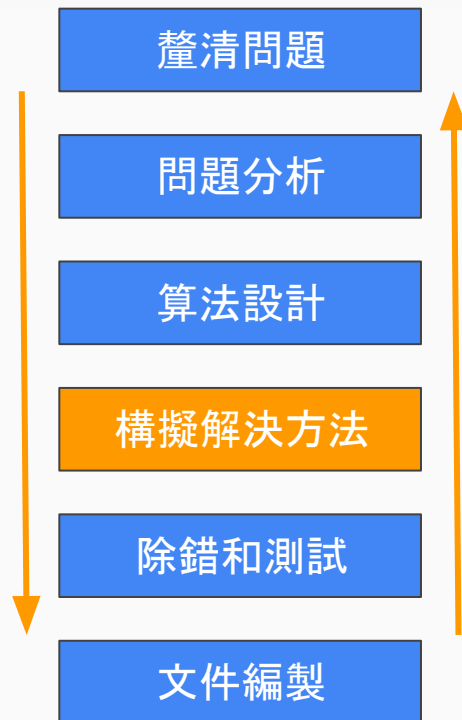 釐清問題
問題分析
算法設計
構擬解決方法
除錯和測試
文件編製